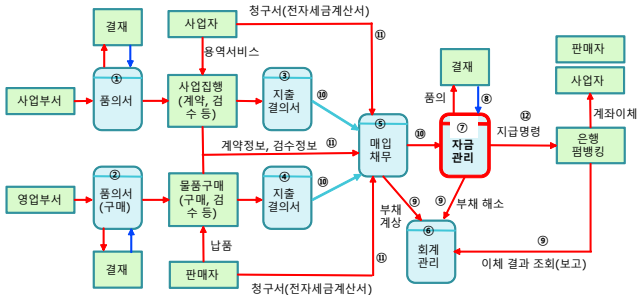 청구서(전자세금계산서)
결재
사업자
⑪
판매자
용역서비스
결재
사업자
①
품의서
사업집행
(계약, 검
수 등)
③
지출
결의서
⑩
품의
⑧
⑫
지급명령
계좌이체
사업부서
⑤
매입
채무
⑩
⑦
자금
관리
은행
펌뱅킹
계약정보, 검수정보
⑪
②
품의서
(구매)
물품구매
(구매, 검
수 등)
④
지출
결의서
⑩
영업부서
⑨
부채
계상
⑨
부채 해소
⑥
회계
관리
⑨
이체 결과 조회(보고)
결재
납품
⑪
판매자
청구서(전자세금계산서)